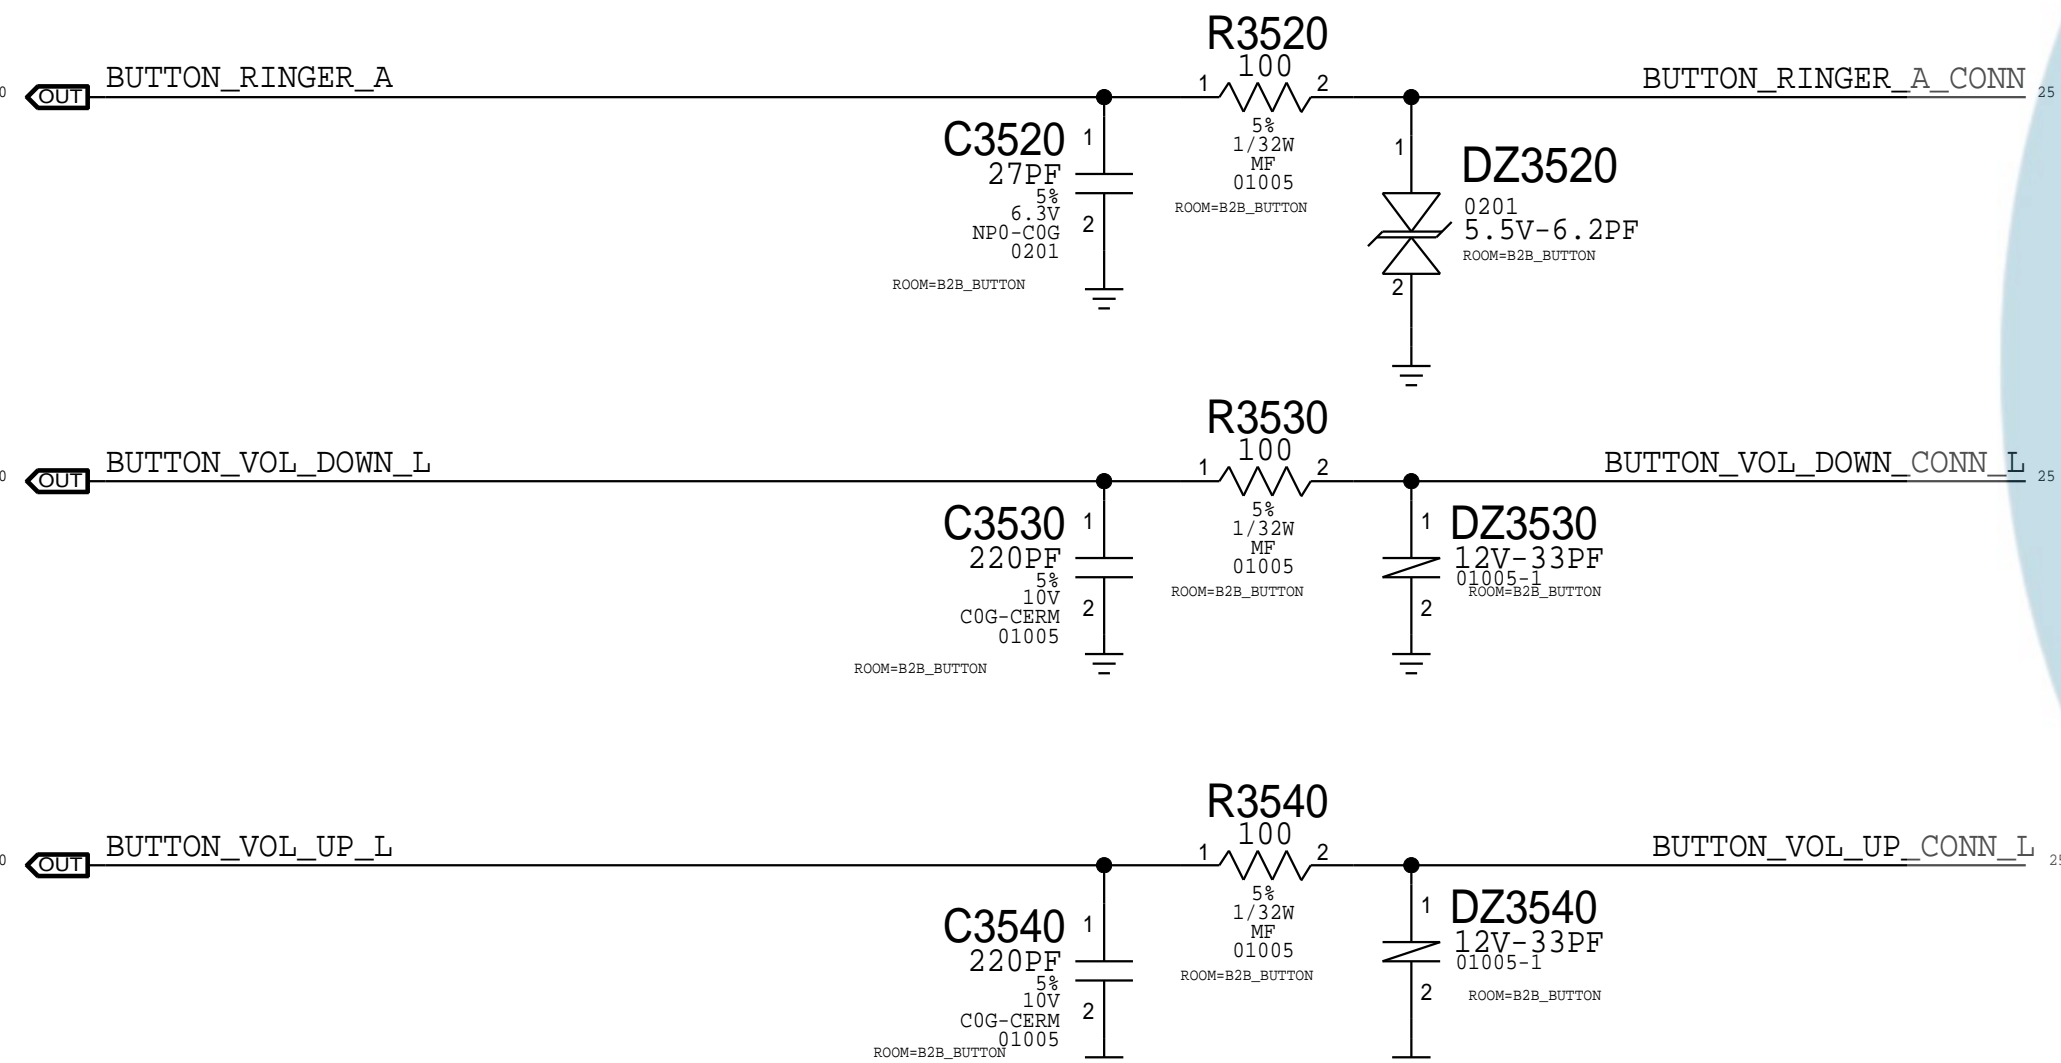 R3520
100
BUTTON_RINGER_A
OUT
1
2
BUTTON_RINGER_A_CONN
25
5%
1/32W
MF
01005
ROOM=B2B_BUTTON
C3520
27PF
5%
6.3V
NP0-C0G
0201
ROOM=B2B_BUTTON
1
2
1
2
DZ3520
0201
5.5V-6.2PF
ROOM=B2B_BUTTON
R3530
100
BUTTON_VOL_DOWN_L
OUT
1
2
BUTTON_VOL_DOWN_CONN_L
25
5%
1/32W
MF
01005
ROOM=B2B_BUTTON
C3530
220PF
5%
10V
C0G-CERM
01005
ROOM=B2B_BUTTON
1
2
1
2
DZ3530
12V-33PF
01005-1
ROOM=B2B_BUTTON
R3540
100
BUTTON_VOL_UP_L
OUT
1
2
BUTTON_VOL_UP_CONN_L
25
5%
1/32W
MF
01005
ROOM=B2B_BUTTON
C3540
220PF
5%
10V
C0G-CERM
01005
ROOM=B2B_BUTTON
1
2
1
2
DZ3540
12V-33PF
01005-1
ROOM=B2B_BUTTON